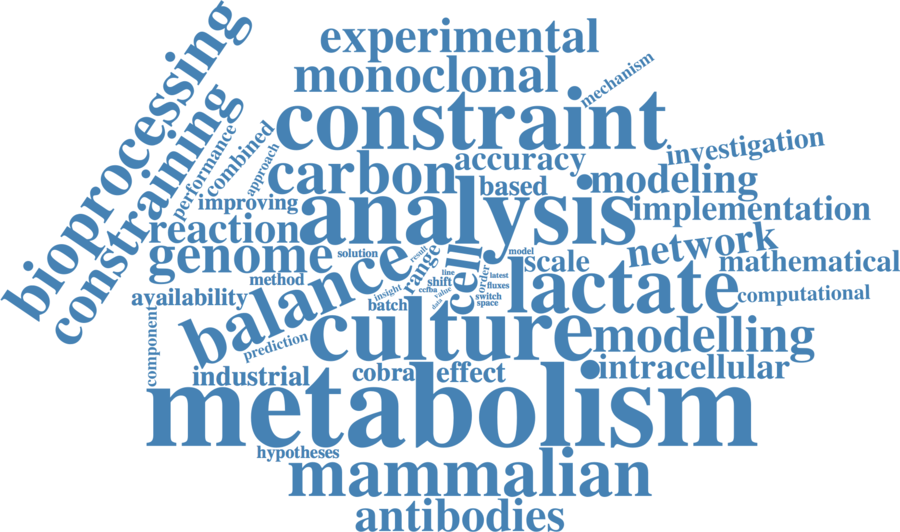 experimental
monoclonal
mechanism
bioprocessing
constraining
constraint
performance
combined
approach
investigation
carbon
accuracy
improving
based
modeling
analysis
implementation
reaction
genome
solution
network
mathematical
balance
result
range
cell
model
scale
method
line
shift
order
latest
fluxes
availability
insight
ccfba
value
data
switch
space
batch
lactate
computational
component
prediction
culture
modelling
industrial
cobra
effect
intracellular
metabolism
hypotheses
mammalian
antibodies